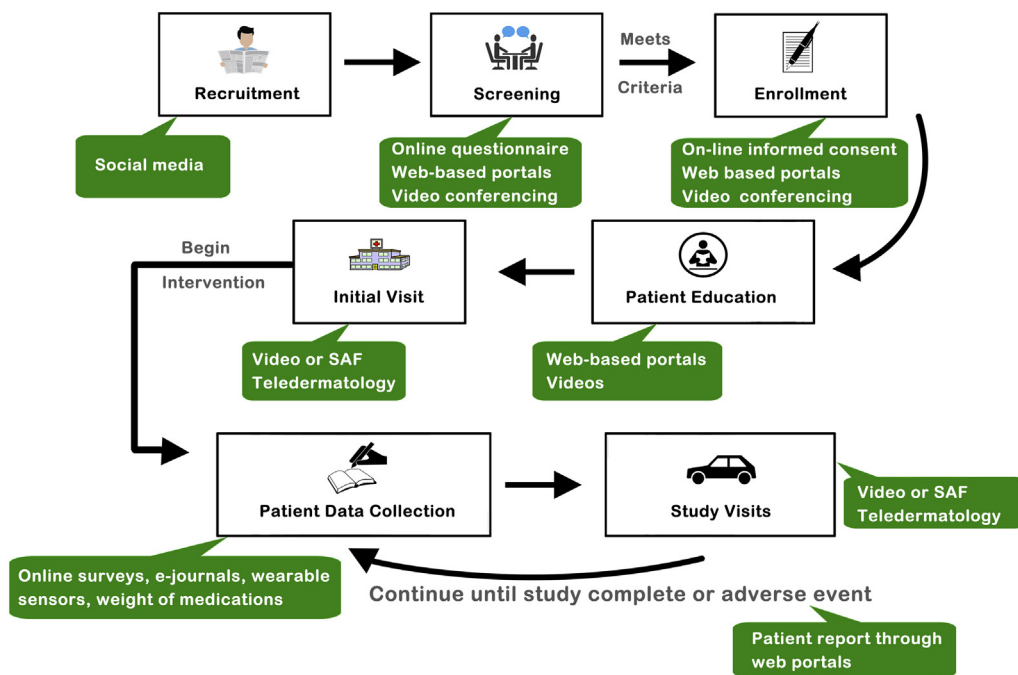 Recruitment
Screening
Meets
Criteria
Enrollment
Social media
Online questionnaire
Web-based portals
Video conferencing
On-line informed consent
Web based portals
Video conferencing
Begin
Intervention
Initial Visit
Patient Education
Video or SAF
Teledermatology
Web-based portals
Videos
Patient Data Collection
Study Visits
Video or SAF
Teledermatology
Online surveys, e-journals, wearable
sensors, weight of medications
Continue until study complete or adverse event
Patient report through
web portals